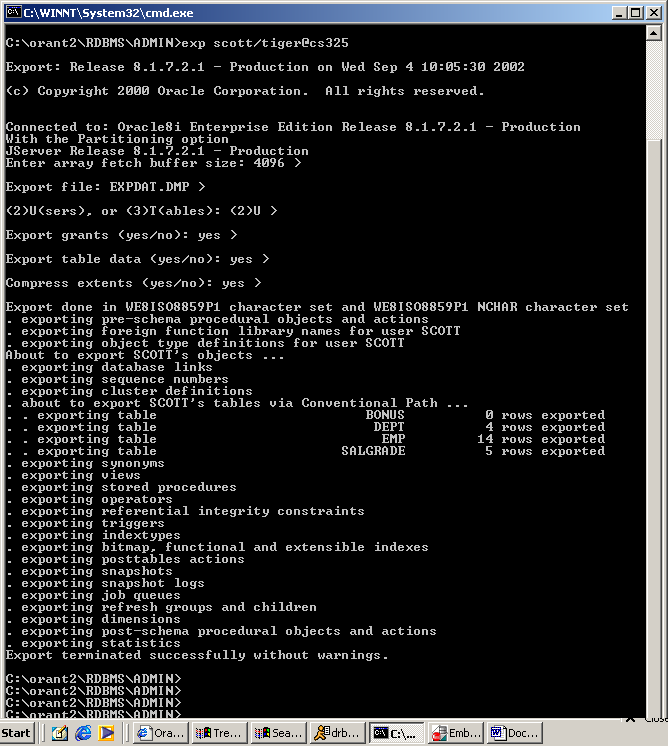 C:\WINNT\System32\cmd.exe
C:\orant2\RDBMS\ADMIN>exp scott/tiger@cs325
Export: Release 8.1.7.2.1 - Production on Wed Sep 4 10:05:30 2002
(c) Copyright 2000 Oracle Corporation.  All rights reserved.
Connected to: Oracle8i Enterprise Edition Release 8.1.7.2.1 - Production
With the Partitioning option
JServer Release 8.1.7.2.1 - Production
Enter array fetch buffer size: 4096 >
Export file: EXPDAT.DMP >
(2)U(sers), or (3)T(ables): (2)U >
Export grants (yes/no): yes >
Export table data (yes/no): yes >
Compress extents (yes/no): yes >
Export done in WE8ISO8859P1 character set and WE8ISO8859P1 NCHAR character set
. exporting pre-schema procedural objects and actions
. exporting foreign function library names for user SCOTT
. exporting object type definitions for user SCOTT
About to export SCOTT's objects ...
. exporting database links
. exporting sequence numbers
. exporting cluster definitions
. about to export SCOTT's tables via Conventional Path ...
. . exporting table                          BONUS          0 rows exported
. . exporting table                           DEPT          4 rows exported
. . exporting table                            EMP         14 rows exported
. . exporting table                       SALGRADE          5 rows exported
. exporting synonyms
. exporting views
. exporting stored procedures
. exporting operators
. exporting referential integrity constraints
. exporting triggers
. exporting indextypes
. exporting bitmap, functional and extensible indexes
. exporting posttables actions
. exporting snapshots
. exporting snapshot logs
. exporting job queues
. exporting refresh groups and children
. exporting dimensions
. exporting post-schema procedural objects and actions
. exporting statistics
Export terminated successfully without warnings.
C:\orant2\RDBMS\ADMIN>
C:\orant2\RDBMS\ADMIN>
C:\orant2\RDBMS\ADMIN>
C:\orant2\RDBMS\ADMIN>
Close
Start Ora... Tre... Sea... drb... C:\... Emb... Doc...